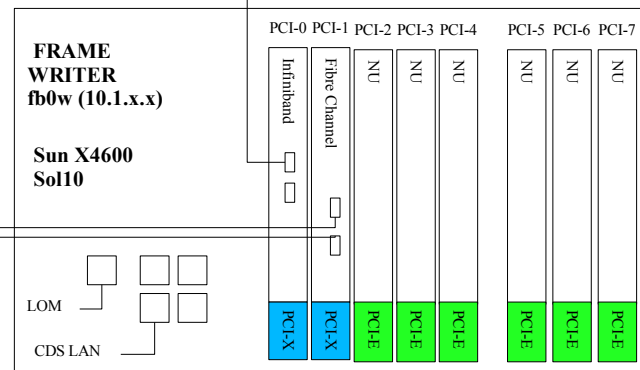 PCI-0 PCI-1 PCI-2 PCI-3 PCI-4 PCI-5 PCI-6 PCI-7
FRAME
WRITER
fb0w (10.1.x.x)
Sun X4600
Sol10
Infiniband
Fibre Channel
NU
NU
NU
NU
NU
NU
LOM
CDS LAN
PCI-X
PCI-X
PCI-E
PCI-E
PCI-E
PCI-E
PCI-E
PCI-E